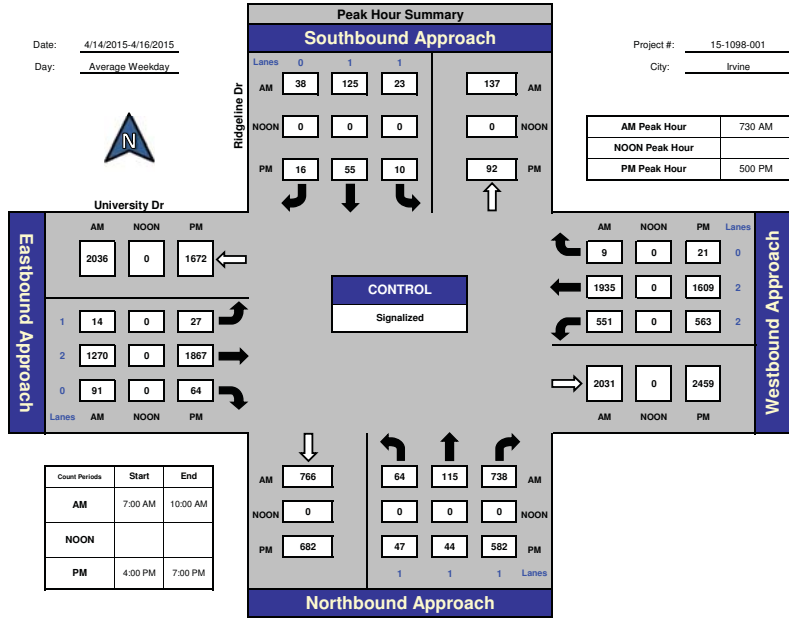 Peak Hour Summary
Southbound Approach
Date: 4/14/2015-4/16/2015
Day: Average Weekday
Project #: 15-1098-001
City: Irvine
N
Ridgeline Dr
University Dr
Lanes 0 1 1
AM 38 125 23 137 AM
NOON 0 0 0 0 NOON
PM 16 55 10 92 PM
AM Peak Hour 730 AM
NOON Peak Hour
PM Peak Hour 500 PM
Eastbound Approach
AM NOON PM
2036 0 1672
1 14 0 27
2 1270 0 1867
0 91 0 64
Lanes AM NOON PM
CONTROL
Signalized
Westbound Approach
AM NOON PM Lanes
9 0 21 0
1935 0 1609 2
551 0 563 2
2031 0 2459
AM NOON PM
Count Periods Start End
AM 7:00 AM 10:00 AM
NOON
PM 4:00 PM 7:00 PM
AM 766 64 115 738 AM
NOON 0 0 0 0 NOON
PM 682 47 44 582 PM
1 1 1 Lanes
Northbound Approach